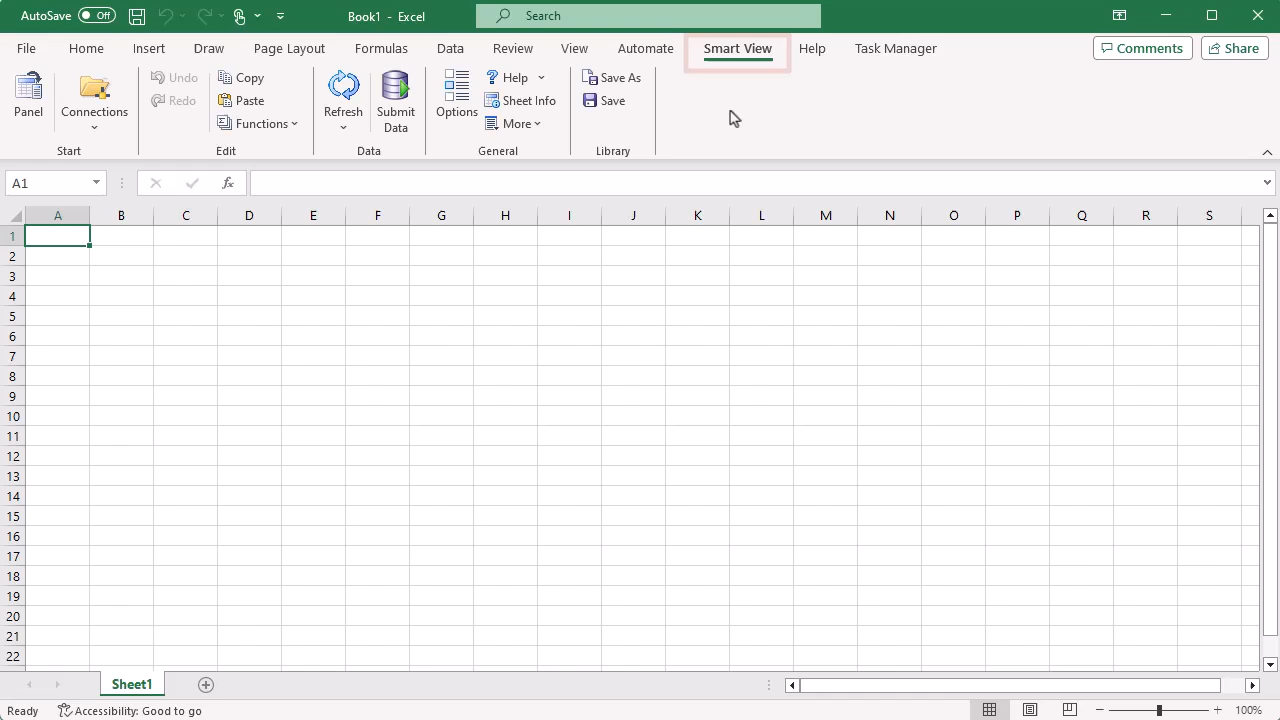 AutoSave Off Book1 - Excel Search
File Home Insert Draw Page Layout Formulas Data Review View Automate Smart View Help Task Manager Comments Share
Panel
Connections
Start
Undo
Redo
Copy
Paste
Functions
Edit
Refresh
Submit
Data
Data
Options
Help
Sheet Info
More
General
Save As
Save
Library
A1 fx
A B C D E F G H I J K L M N O P Q R S
1
2
3
4
5
6
7
8
9
10
11
12
13
14
15
16
17
18
19
20
21
22
Sheet1
Ready Accessibility: Good to go 100%